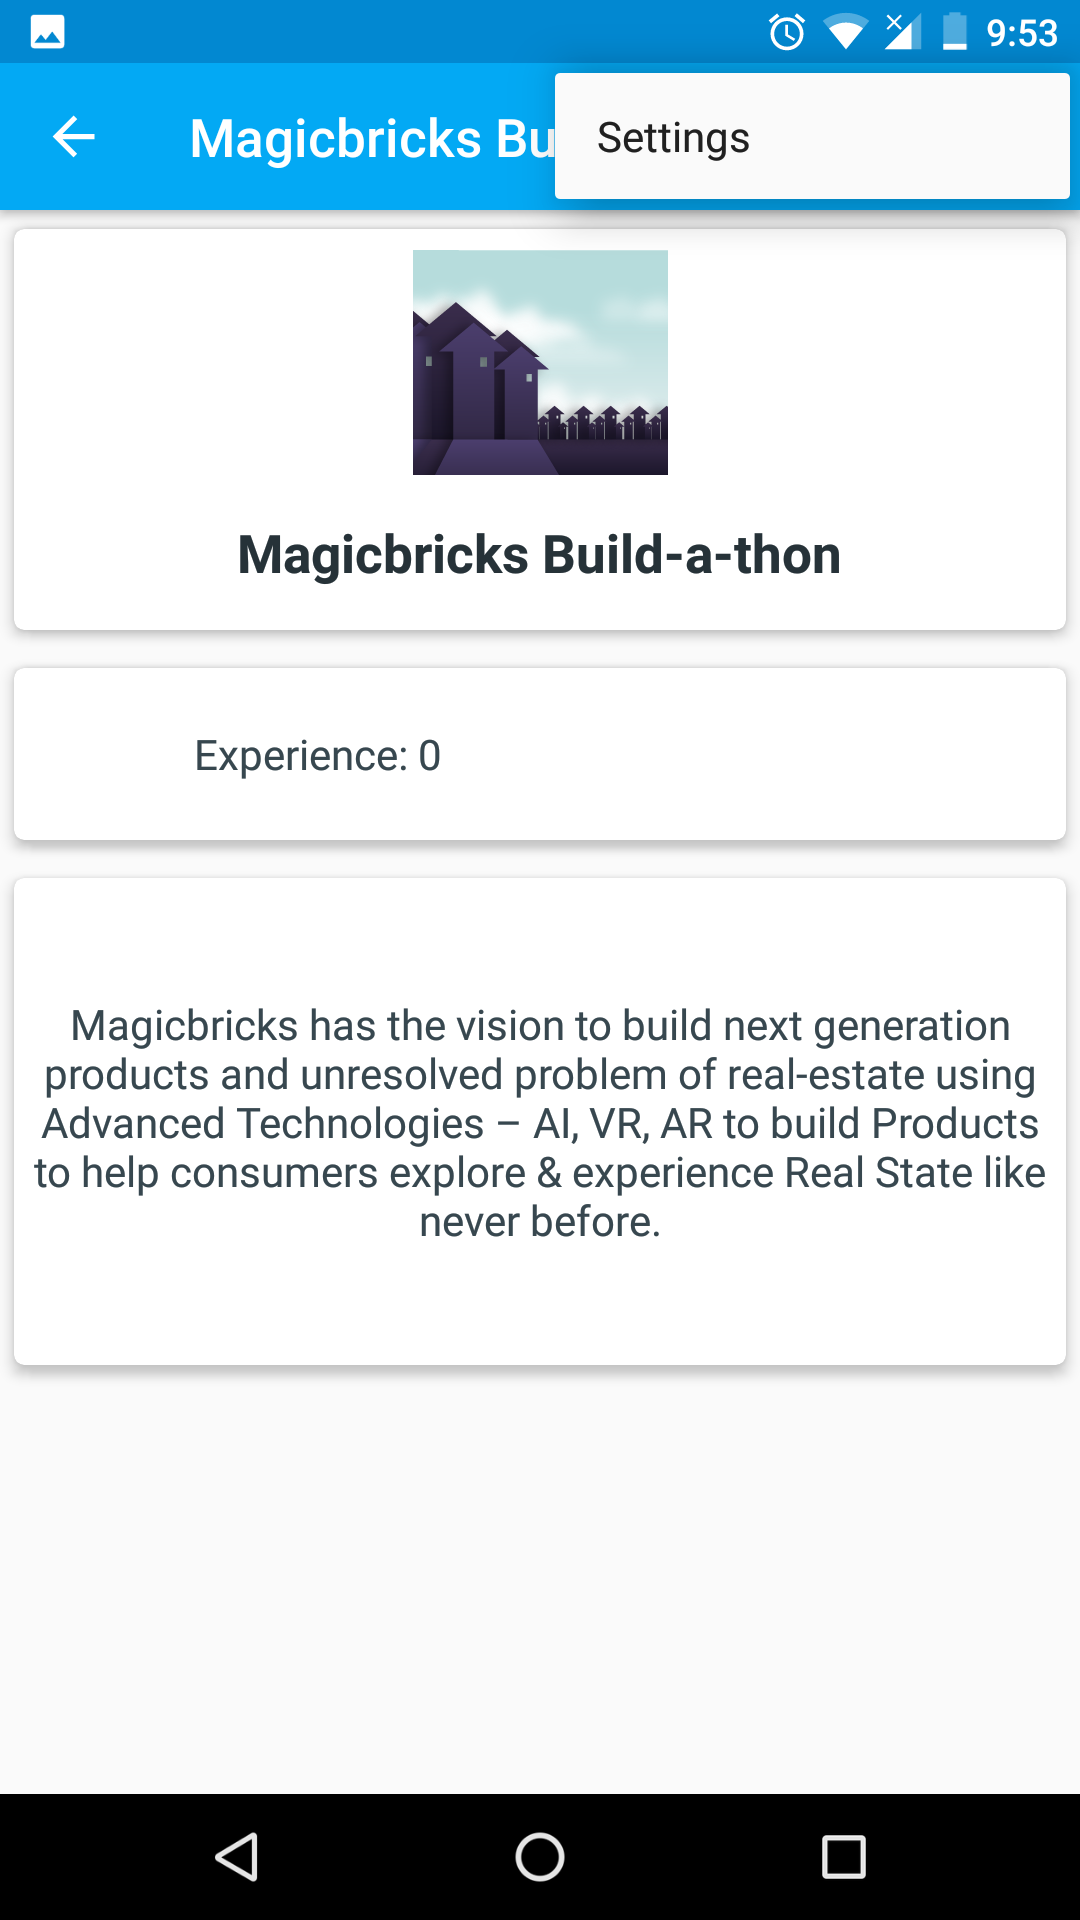 9:53
Magicbricks Bu
Settings
Magicbricks Build-a-thon
Experience: 0
Magicbricks has the vision to build next generation
products and unresolved problem of real-estate using
Advanced Technologies – AI, VR, AR to build Products
to help consumers explore & experience Real State like
never before.